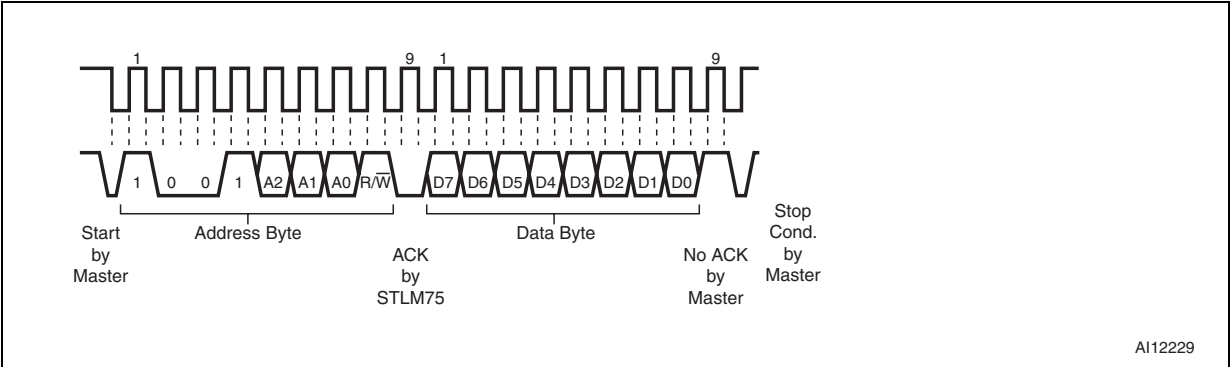 1 9 1 9
1 0 0 1 A2 A1 A0 R/W̅ D7 D6 D5 D4 D3 D2 D1 D0
Start
by
Master
Address Byte
ACK
by
STLM75
Data Byte
No ACK
by
Master
Stop
Cond.
by
Master
AI12229